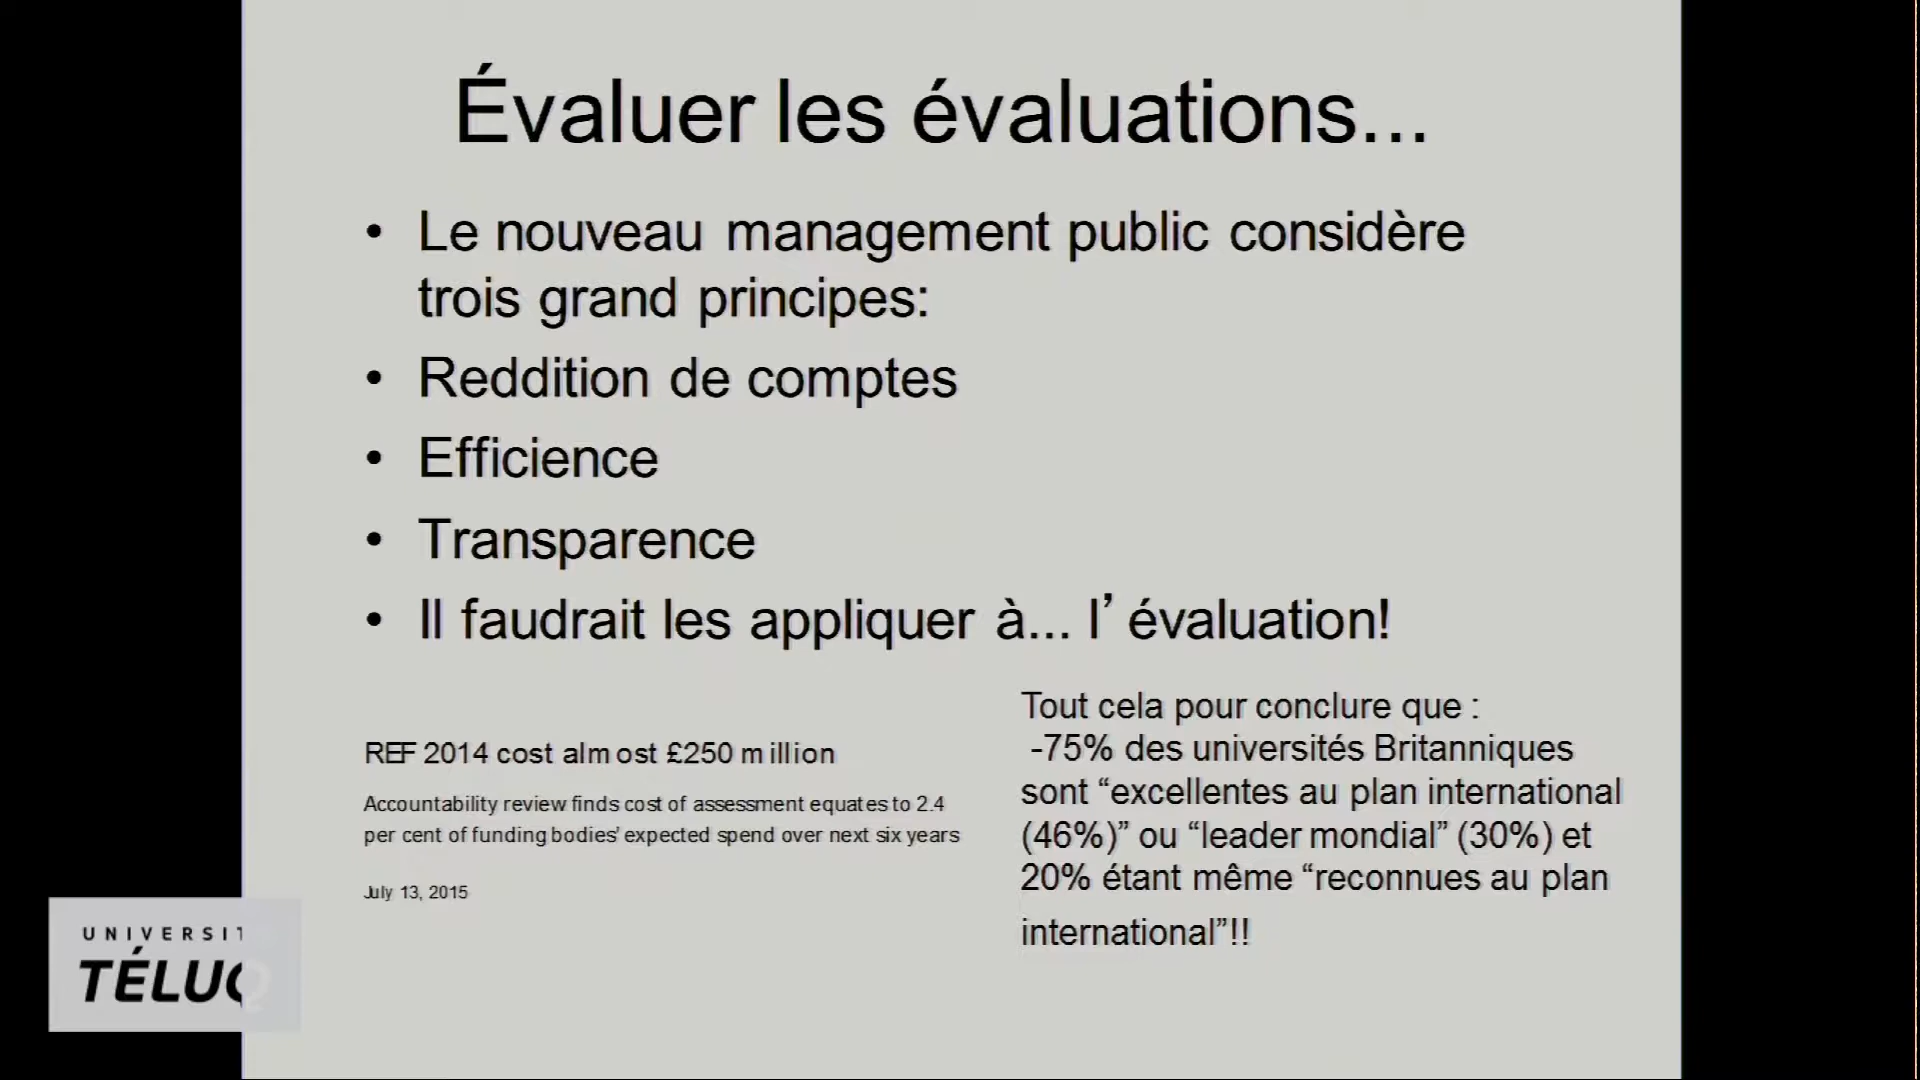 Évaluer les évaluations...
• Le nouveau management public considère
trois grand principes:
• Reddition de comptes
• Efficience
• Transparence
• Il faudrait les appliquer à... l’évaluation!
REF 2014 cost almost £250 million
Accountability review finds cost of assessment equates to 2.4
per cent of funding bodies’ expected spend over next six years
July 13, 2015
Tout cela pour conclure que :
-75% des universités Britanniques
sont “excellentes au plan international
(46%)” ou “leader mondial” (30%) et
20% étant même “reconnues au plan
international”!!
UNIVERSIT
TÉLUQ